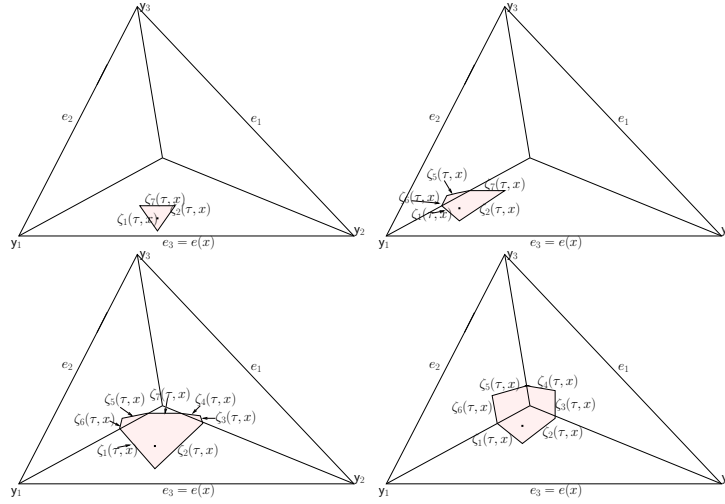 y₃
y₃
e₂
e₁
e₂
e₁
ζ₅(τ, x)
ζ₇(τ, x)
ζ₇(τ, x)
ζ₆(τ, x)
ζ₁(τ, x)
ζ₂(τ, x)
ζ₁(τ, x)
ζ₂(τ, x)
y₁
e₃ = e(x)
y₂
y₁
e₃ = e(x)
y₃
y₃
e₂
e₁
e₂
e₁
ζ₅(τ, x)
ζ₇(τ, x)
ζ₄(τ, x)
ζ₅(τ, x)
ζ₄(τ, x)
ζ₆(τ, x)
ζ₃(τ, x)
ζ₆(τ, x)
ζ₃(τ, x)
ζ₁(τ, x)
ζ₂(τ, x)
ζ₁(τ, x)
ζ₂(τ, x)
y₁
e₃ = e(x)
y₂
y₁
e₃ = e(x)